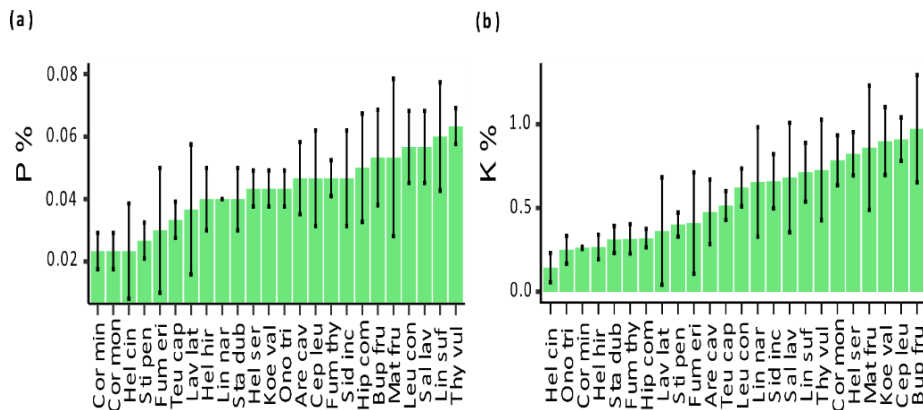 (a)
(b)
P %
0.08
0.06
0.04
0.02
Cor min
Cor mon
Hel cin
Sti pen
Fum eri
Teu cap
Lav lat
Hel hir
Lin nar
Sta dub
Hel ser
Koe val
Ono tri
Are cav
Cep leu
Fum thy
Sid inc
Hip com
Bup fru
Mat fru
Leu con
Sal lav
Lin suf
Thy vul
K %
1.0
0.5
0.0
Hel cin
Ono tri
Cor min
Hel hir
Sta dub
Fum thy
Hip com
Lav lat
Sti pen
Fum eri
Are cav
Teu cap
Leu con
Lin nar
Sid inc
Sal lav
Lin suf
Thy vul
Cor mon
Hel ser
Mat fru
Koe val
Cep leu
Bup fru